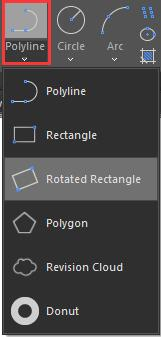 Polyline Circle Arc
Polyline
Rectangle
Rotated Rectangle
Polygon
Revision Cloud
Donut